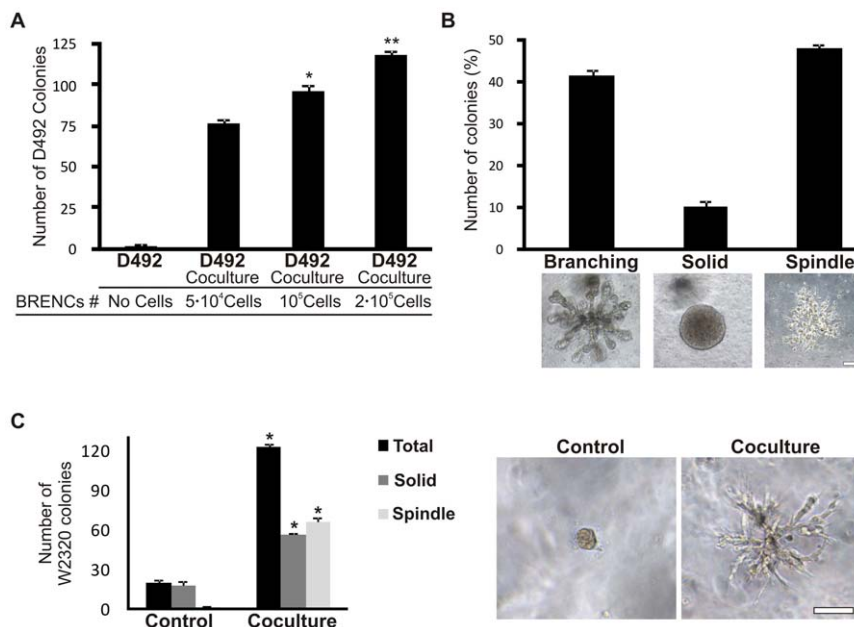 A
Number of D492 Colonies
125
100
75
50
25
0
*
**
D492 D492 D492 D492
Coculture Coculture Coculture
BRENCs # No Cells 5·10⁴Cells 10⁵Cells 2·10⁵Cells
B
Number of colonies (%)
50
40
30
20
10
0
Branching Solid Spindle
C
Number of
W2320 colonies
120
90
60
30
0
*
*
*
Control Coculture
Total
Solid
Spindle
Control Coculture